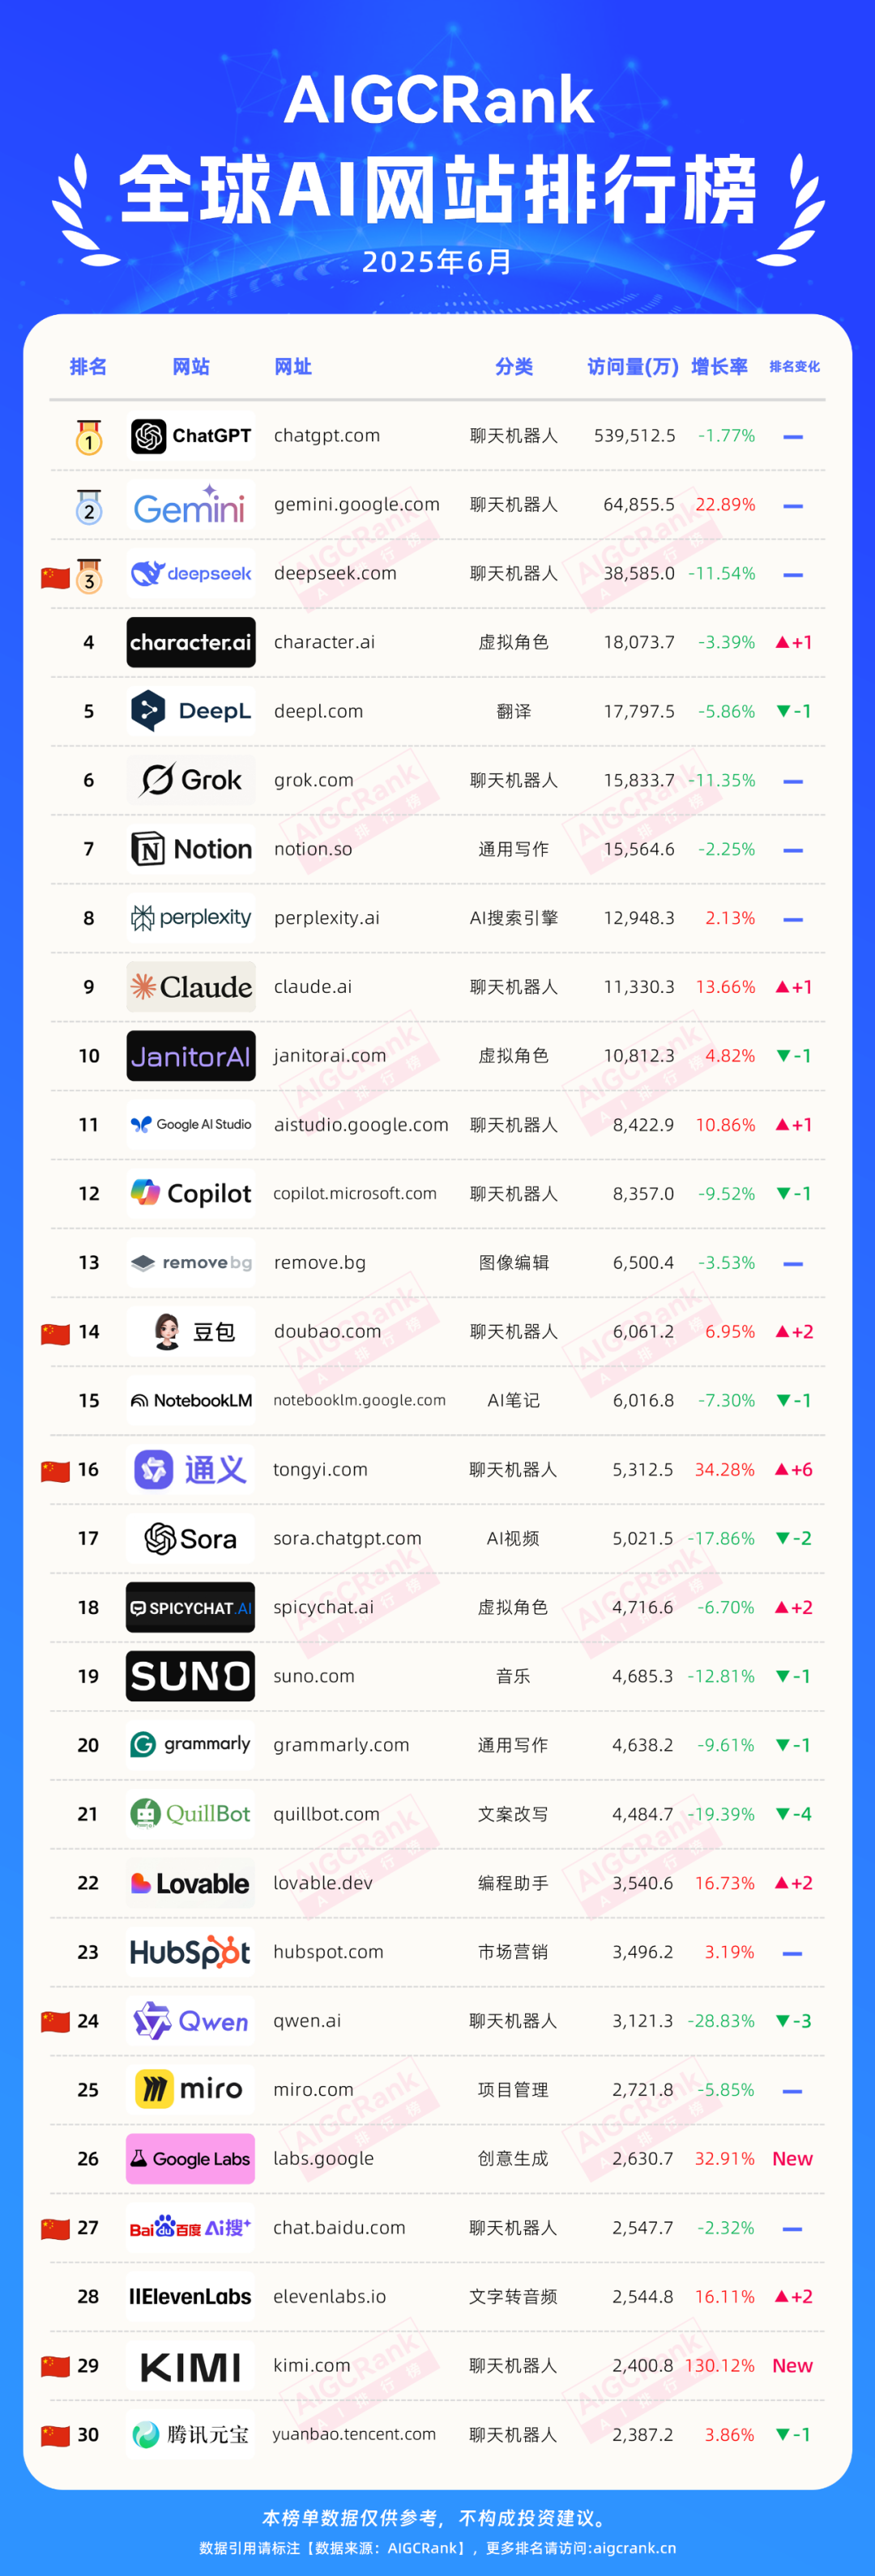 AIGCRank
全球AI网站排行榜
2025年6月
排名 网站 网址 分类 访问量(万) 增长率 排名变化
1 ChatGPT chatgpt.com 聊天机器人 539,512.5 -1.77% —
2 Gemini gemini.google.com 聊天机器人 64,855.5 22.89% —
3 deepseek deepseek.com 聊天机器人 38,585.0 -11.54% —
4 character.ai character.ai 虚拟角色 18,073.7 -3.39% ▲+1
5 DeepL deepl.com 翻译 17,797.5 -5.86% ▼-1
6 Grok grok.com 聊天机器人 15,833.7 -11.35% —
7 Notion notion.so 通用写作 15,564.6 -2.25% —
8 perplexity perplexity.ai AI搜索引擎 12,948.3 2.13% —
9 Claude claude.ai 聊天机器人 11,330.3 13.66% ▲+1
10 JanitorAI janitorai.com 虚拟角色 10,812.3 4.82% ▼-1
11 Google AI Studio aistudio.google.com 聊天机器人 8,422.9 10.86% ▲+1
12 Copilot copilot.microsoft.com 聊天机器人 8,357.0 -9.52% ▼-1
13 removebg remove.bg 图像编辑 6,500.4 -3.53% —
14 豆包 doubao.com 聊天机器人 6,061.2 6.95% ▲+2
15 NotebookLM notebooklm.google.com AI笔记 6,016.8 -7.30% ▼-1
16 通义 tongyi.com 聊天机器人 5,312.5 34.28% ▲+6
17 Sora sora.chatgpt.com AI视频 5,021.5 -17.86% ▼-2
18 SPICYCHAT.AI spicychat.ai 虚拟角色 4,716.6 -6.70% ▲+2
19 SUNO suno.com 音乐 4,685.3 -12.81% ▼-1
20 grammarly grammarly.com 通用写作 4,638.2 -9.61% ▼-1
21 QuillBot quillbot.com 文案改写 4,484.7 -19.39% ▼-4
22 Lovable lovable.dev 编程助手 3,540.6 16.73% ▲+2
23 HubSpot hubspot.com 市场营销 3,496.2 3.19% —
24 Qwen qwen.ai 聊天机器人 3,121.3 -28.83% ▼-3
25 miro miro.com 项目管理 2,721.8 -5.85% —
26 Google Labs labs.google 创意生成 2,630.7 32.91% New
27 Bai du 百度 Ai搜+ chat.baidu.com 聊天机器人 2,547.7 -2.32% —
28 IIElevenLabs elevenlabs.io 文字转音频 2,544.8 16.11% ▲+2
29 KIMI kimi.com 聊天机器人 2,400.8 130.12% New
30 腾讯元宝 yuanbao.tencent.com 聊天机器人 2,387.2 3.86% ▼-1
本榜单数据仅供参考，不构成投资建议。
数据引用请标注【数据来源：AIGCRank】，更多排名请访问:aigcrank.cn